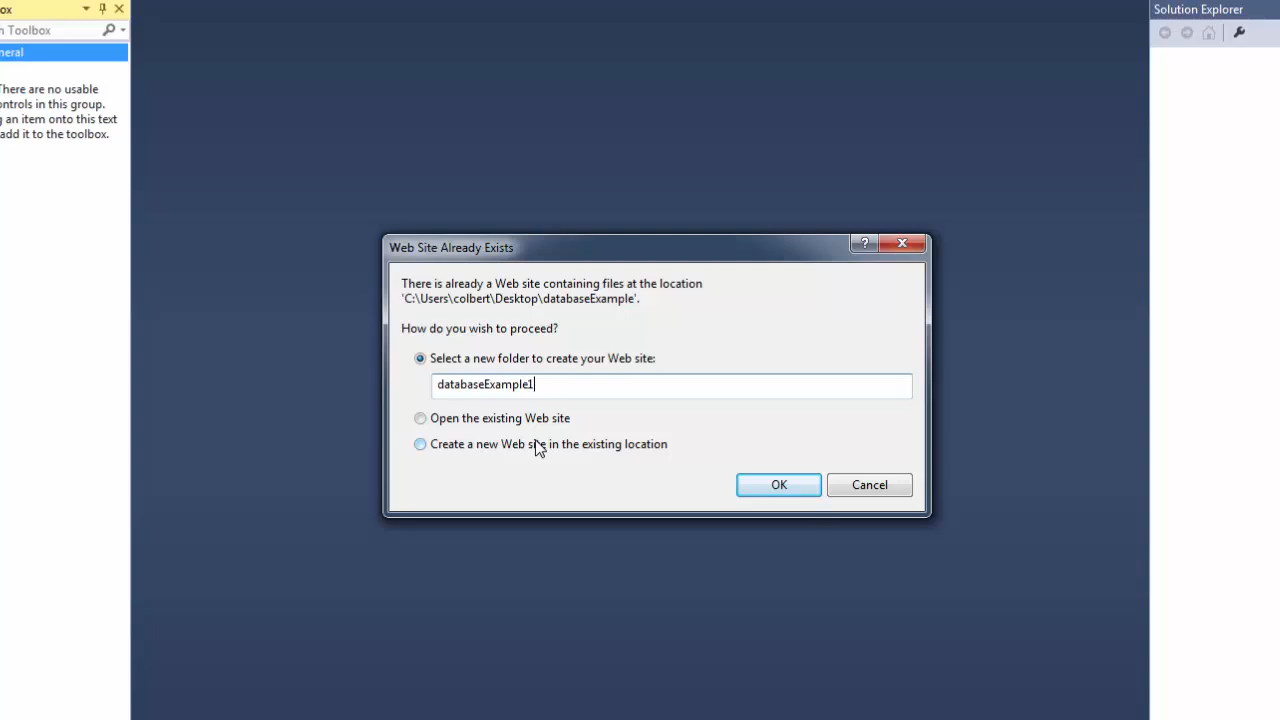 ox
h Toolbox
neral
There are no usable
ontrols in this group.
g an item onto this text
add it to the toolbox.
Solution Explorer
Web Site Already Exists
?
There is already a Web site containing files at the location
'C:\Users\colbert\Desktop\databaseExample'.
How do you wish to proceed?
Select a new folder to create your Web site:
databaseExample1
Open the existing Web site
Create a new Web site in the existing location
OK
Cancel